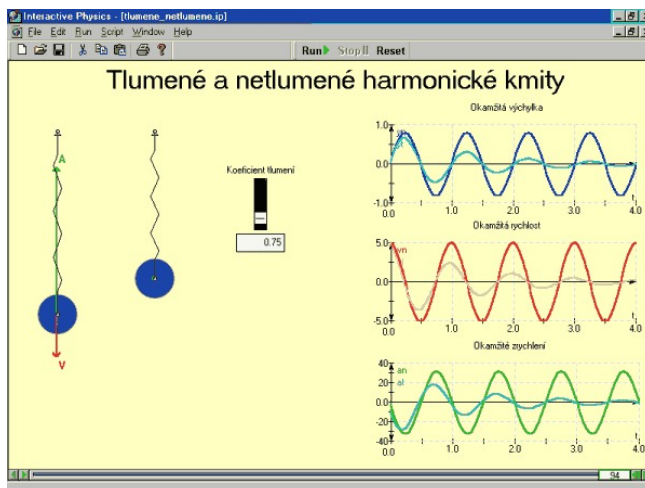 Interactive Physics - [tlumene_netlumene.ip]
File Edit Run Script Window Help
Run Stop II Reset
Tlumené a netlumené harmonické kmity
A
V
Koeficient tlumení
0.75
Okamžitá výchylka
1.0
0.0
-1.0
0.0 1.0 2.0 3.0 4.0
t
Okamžitá rychlost
5.0
vn
0.0
-5.0
0.0 1.0 2.0 3.0 4.0
t
Okamžité zrychlení
40
an
20
at
0.0
-20
-40
0.0 1.0 2.0 3.0 4.0
t
94